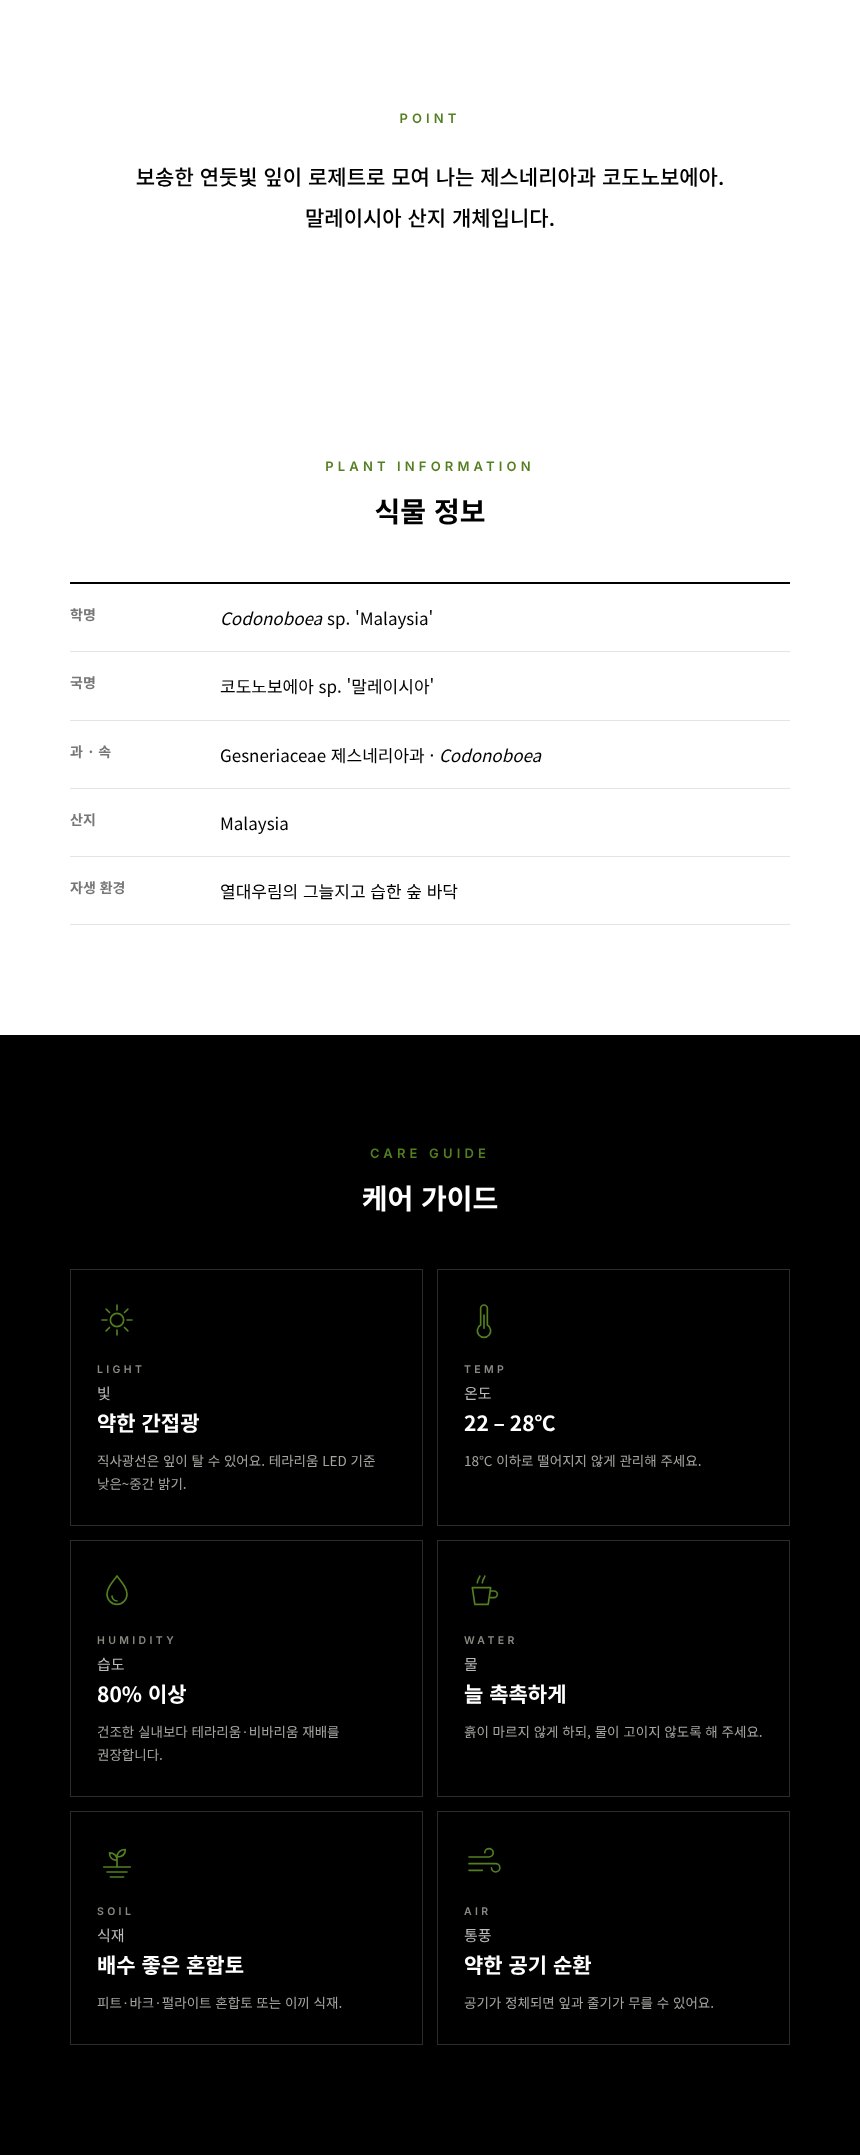 POINT
보송한 연둣빛 잎이 로제트로 모여 나는 제스네리아과 코도노보에아.
말레이시아 산지 개체입니다.
PLANT INFORMATION
식물 정보
학명 Codonoboea sp. 'Malaysia'
국명 코도노보에아 sp. '말레이시아'
과 · 속 Gesneriaceae 제스네리아과 · Codonoboea
산지 Malaysia
자생 환경 열대우림의 그늘지고 습한 숲 바닥
CARE GUIDE
케어 가이드
LIGHT
빛
약한 간접광
직사광선은 잎이 탈 수 있어요. 테라리움 LED 기준
낮은~중간 밝기.
TEMP
온도
22 – 28℃
18℃ 이하로 떨어지지 않게 관리해 주세요.
HUMIDITY
습도
80% 이상
건조한 실내보다 테라리움·비바리움 재배를
권장합니다.
WATER
물
늘 촉촉하게
흙이 마르지 않게 하되, 물이 고이지 않도록 해 주세요.
SOIL
식재
배수 좋은 혼합토
피트·바크·펄라이트 혼합토 또는 이끼 식재.
AIR
통풍
약한 공기 순환
공기가 정체되면 잎과 줄기가 무를 수 있어요.